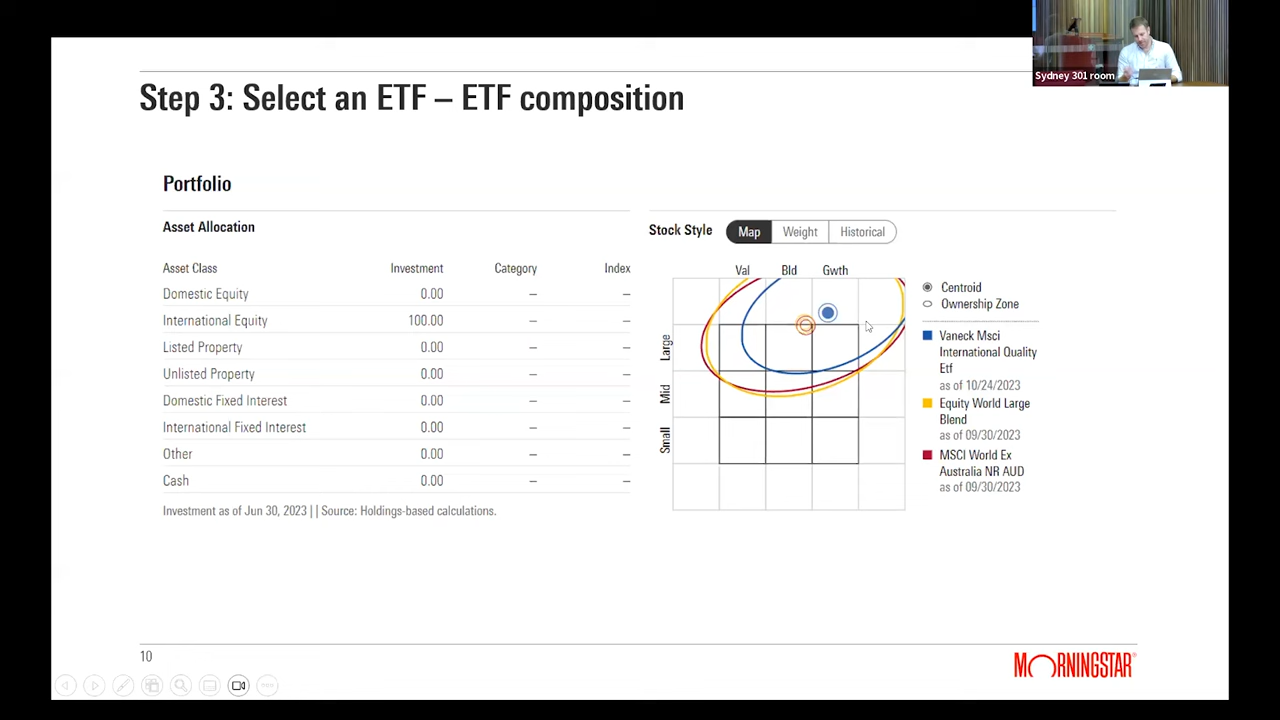 Sydney 301 room
Step 3: Select an ETF – ETF composition
Portfolio
Asset Allocation
Asset Class Investment Category Index
Domestic Equity 0.00 – –
International Equity 100.00 – –
Listed Property 0.00 – –
Unlisted Property 0.00 – –
Domestic Fixed Interest 0.00 – –
International Fixed Interest 0.00 – –
Other 0.00 – –
Cash 0.00 – –
Investment as of Jun 30, 2023 | | Source: Holdings-based calculations.
Stock Style Map Weight Historical
Val Bld Gwth
Large
Mid
Small
Centroid
Ownership Zone
Vaneck Msci
International Quality
Etf
as of 10/24/2023
Equity World Large
Blend
as of 09/30/2023
MSCI World Ex
Australia NR AUD
as of 09/30/2023
10
MORNINGSTAR®